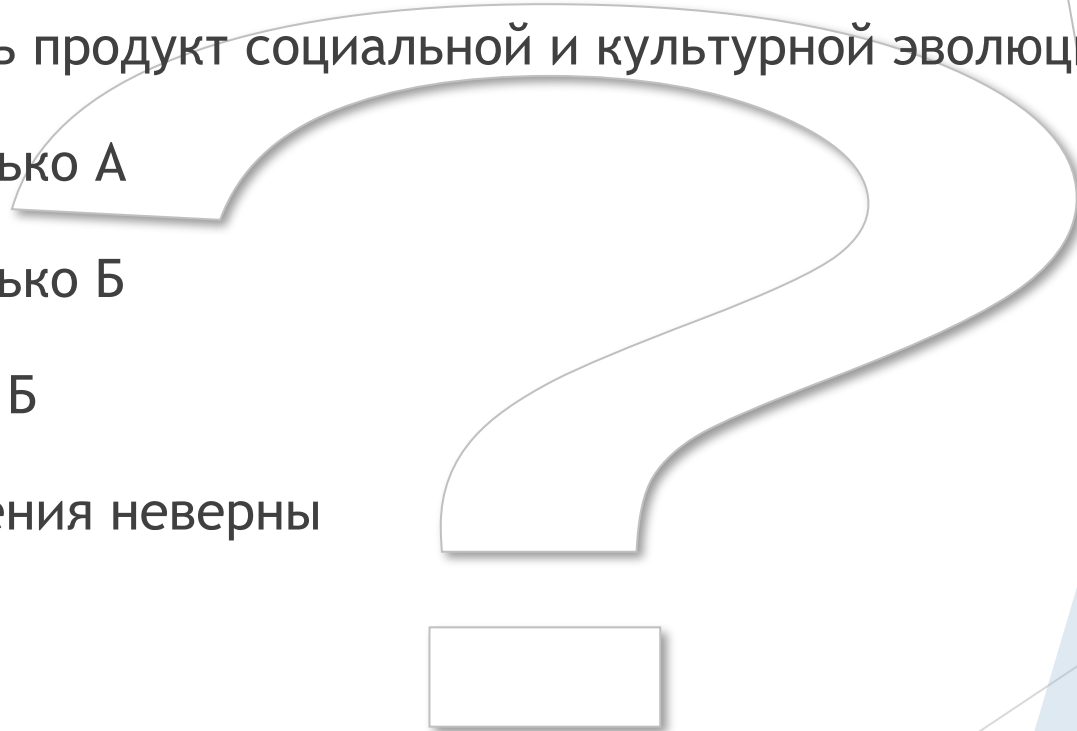 ь продукт социальной и культурной эволюц
ько А
ько Б
Б
ения неверны